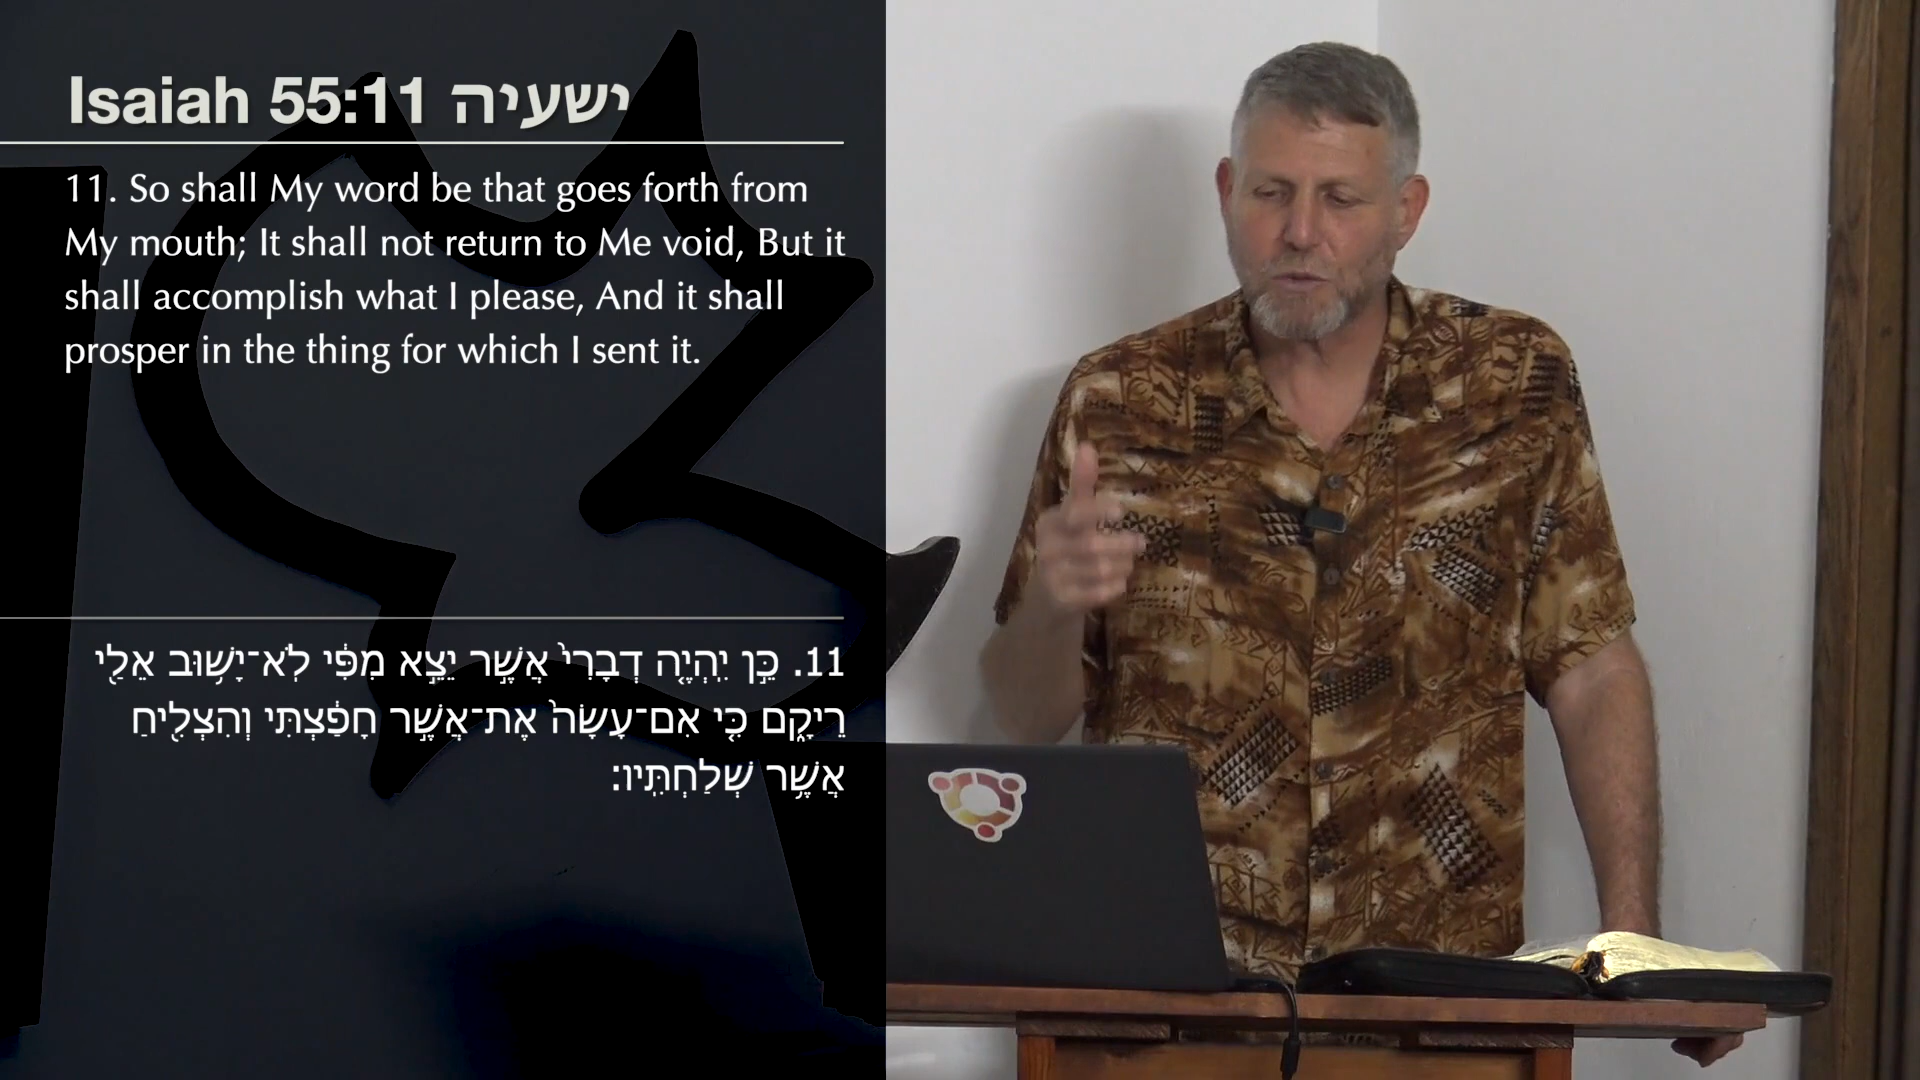 Isaiah 55:11 ישעיה
11. So shall My word be that goes forth from
My mouth; It shall not return to Me void, But it
shall accomplish what I please, And it shall
prosper in the thing for which I sent it.
11. כֵּ֣ן יִֽהְיֶ֤ה דְבָרִי֙ אֲשֶׁ֣ר יֵצֵ֣א מִפִּ֔י לֹֽא־יָשׁ֥וּב אֵלַ֖י
רֵיקָ֑ם כִּ֤י אִם־עָשָׂה֙ אֶת־אֲשֶׁ֣ר חָפַ֔צְתִּי וְהִצְלִ֖יחַ
אֲשֶׁ֥ר שְׁלַחְתִּֽיו׃